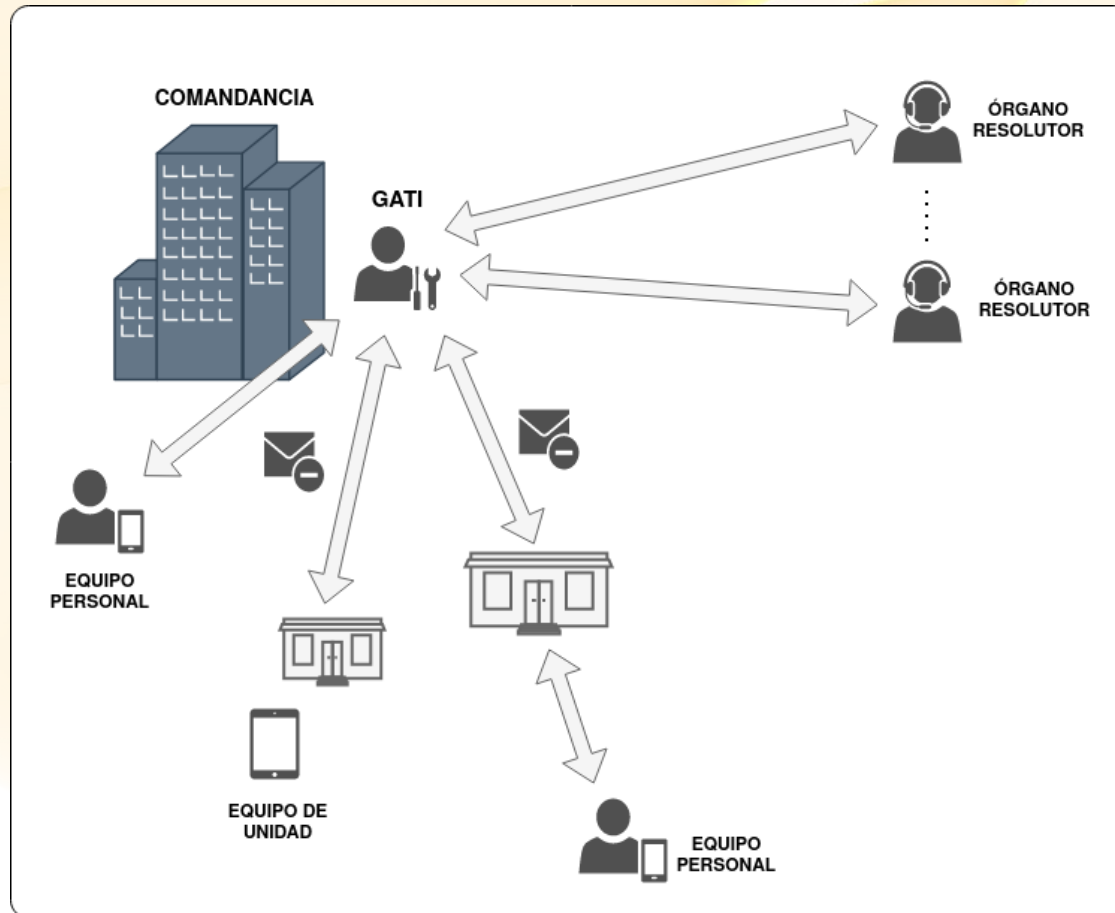 COMANDANCIA
ÓRGANO
RESOLUTOR
GATI
ÓRGANO
RESOLUTOR
EQUIPO
PERSONAL
EQUIPO DE
UNIDAD
EQUIPO
PERSONAL